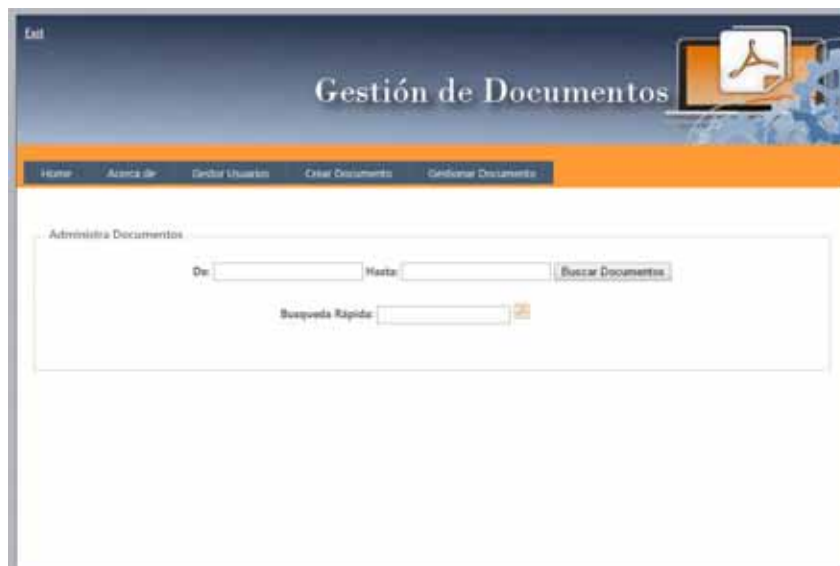 Exit
Gestión de Documentos
Home Acerca de Gestor Usuarios Crear Documento Gestionar Documento
Administra Documentos
De: Hasta: Buscar Documentos
Busqueda Rápida: